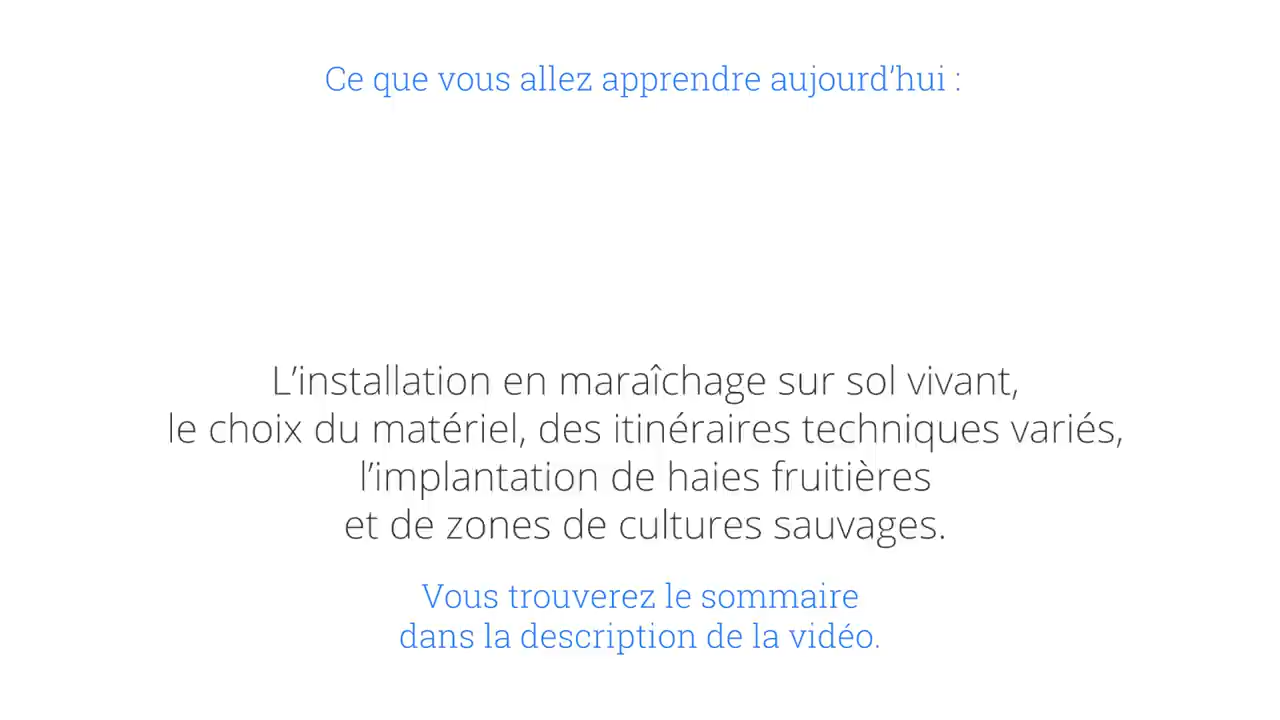 Ce que vous allez apprendre aujourd’hui :
L’installation en maraîchage sur sol vivant,
le choix du matériel, des itinéraires techniques variés,
l’implantation de haies fruitières
et de zones de cultures sauvages.
Vous trouverez le sommaire
dans la description de la vidéo.